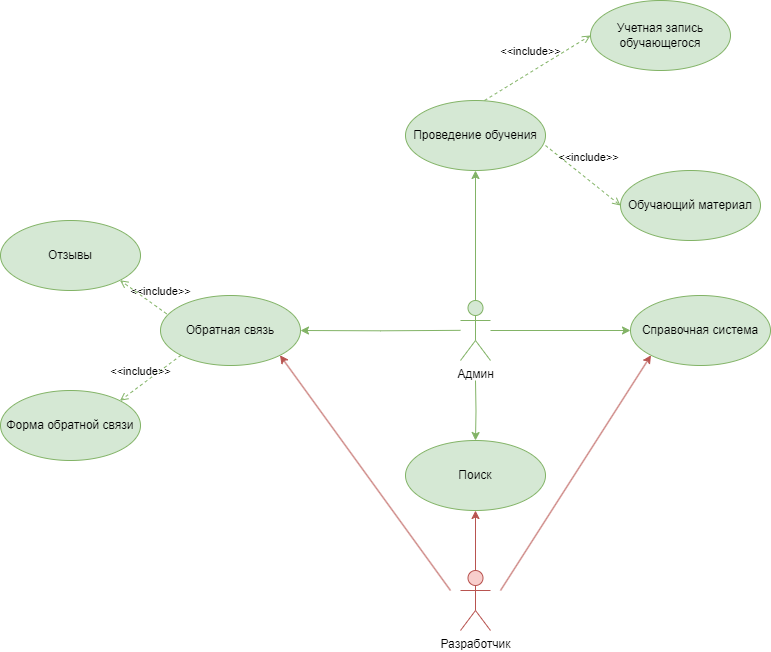 Учетная запись
обучающегося
<<include>>
Проведение обучения
<<include>>
Обучающий материал
Отзывы
<<include>>
Обратная связь
Справочная система
<<include>>
Админ
Форма обратной связи
Поиск
Разработчик